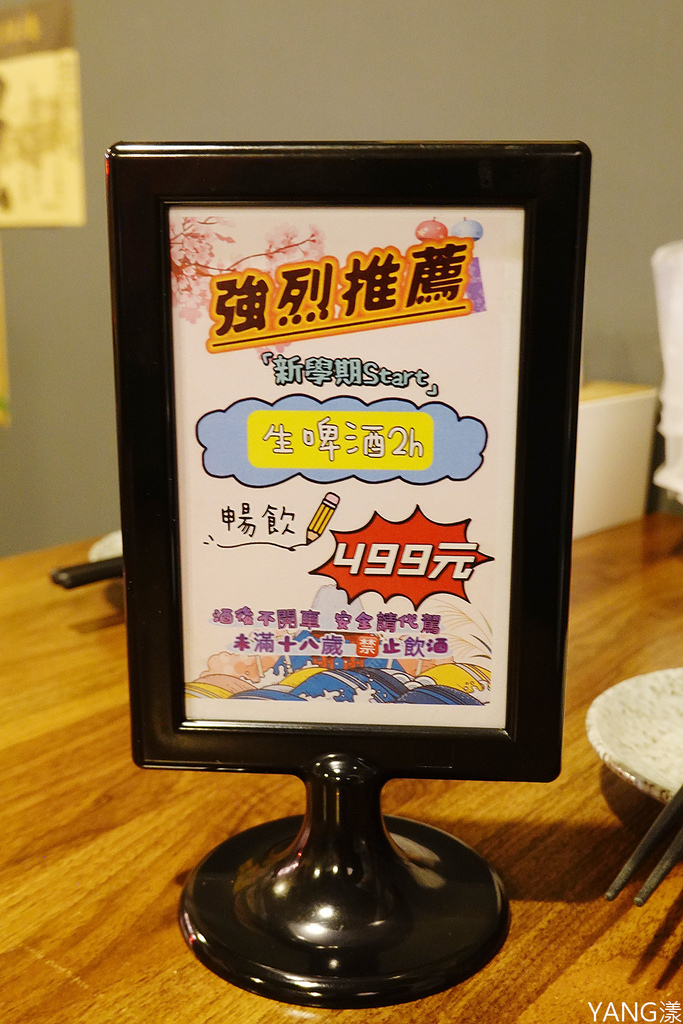 強烈推薦
「新學期Start」
生啤酒2h
暢飲
499元
酒後不開車 安全請代駕
未滿十八歲 禁止飲酒
YANG漾